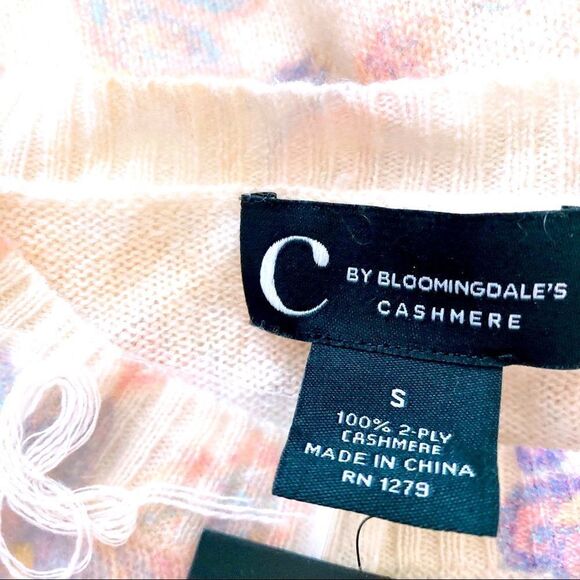 C BY BLOOMINGDALE'S
CASHMERE
S
100% 2-PLY
CASHMERE
MADE IN CHINA
RN 1279